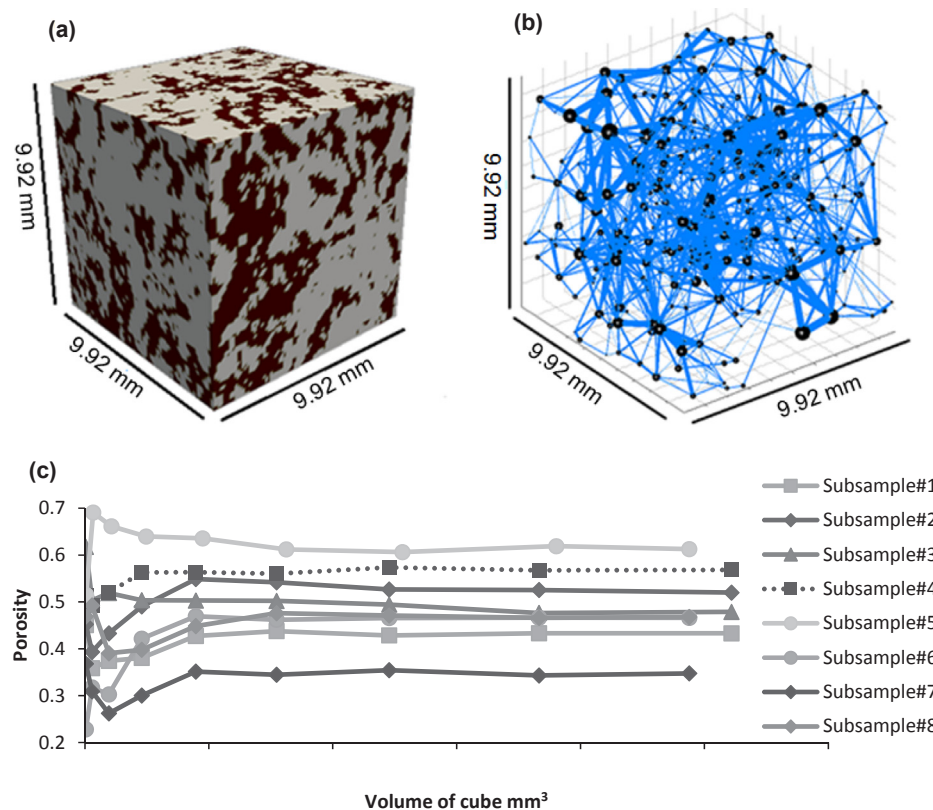 (a)
9.92 mm
9.92 mm
9.92 mm
(b)
9.92 mm
9.92 mm
9.92 mm
(c)
0.7
0.6
0.5
0.4
0.3
0.2
Porosity
Volume of cube mm³
Subsample#1
Subsample#2
Subsample#3
Subsample#4
Subsample#5
Subsample#6
Subsample#7
Subsample#8